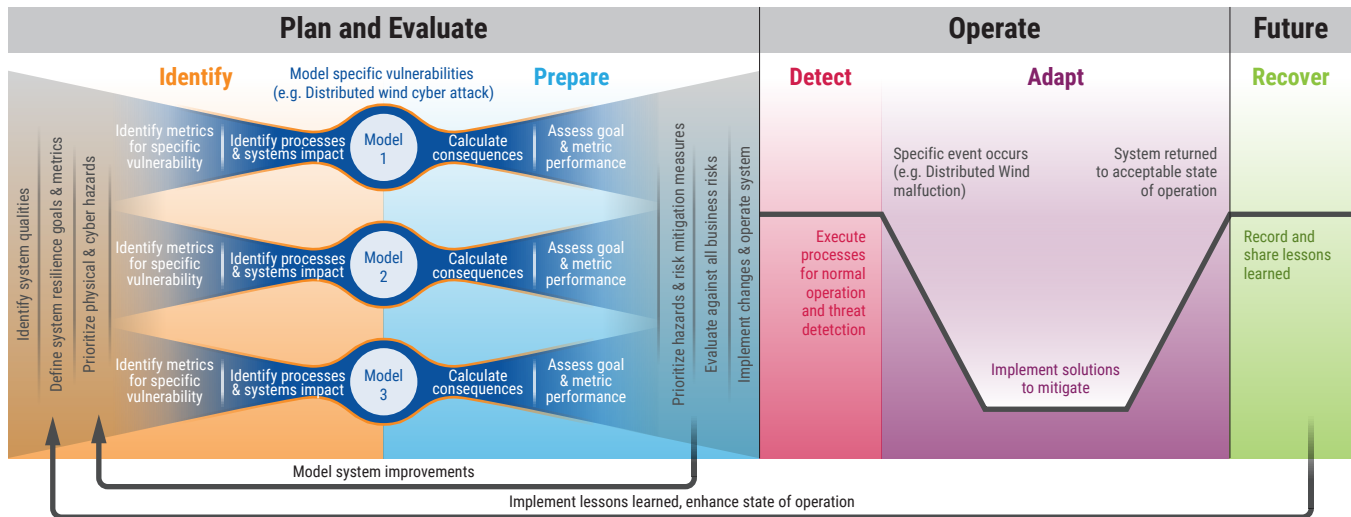 Plan and Evaluate
Operate
Future
Identify
Model specific vulnerabilities
(e.g. Distributed wind cyber attack)
Prepare
Detect
Adapt
Recover
Identify system qualities
Define system resilience goals & metrics
Prioritize physical & cyber hazards
Identify metrics
for specific
vulnerability
Identify processes
& systems impact
Model
1
Calculate
consequences
Assess goal
& metric
performance
Identify metrics
for specific
vulnerability
Identify processes
& systems impact
Model
2
Calculate
consequences
Assess goal
& metric
performance
Identify metrics
for specific
vulnerability
Identify processes
& systems impact
Model
3
Calculate
consequences
Assess goal
& metric
performance
Prioritize hazards & risk mitigation measures
Evaluate against all business risks
Implement changes & operate system
Execute
processes
for normal
operation
and threat
detetction
Specific event occurs
(e.g. Distributed Wind
malfuction)
System returned
to acceptable state
of operation
Implement solutions
to mitigate
Record and
share lessons
learned
Model system improvements
Implement lessons learned, enhance state of operation